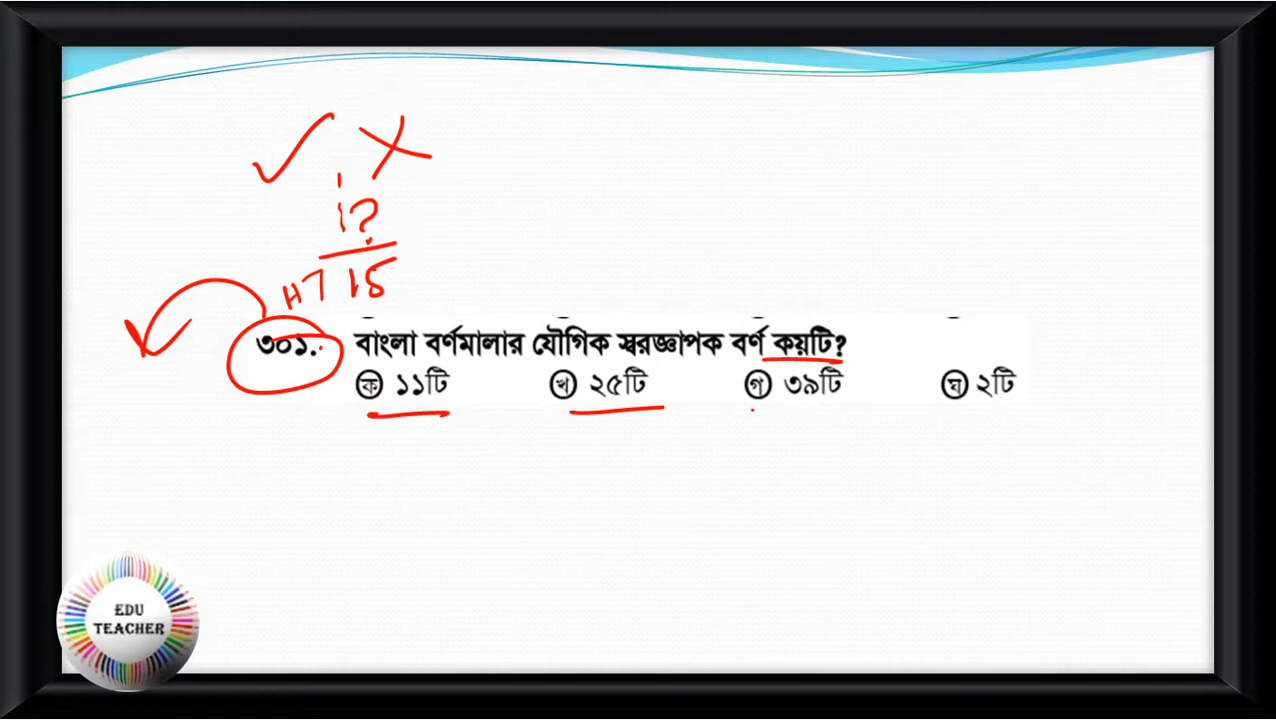 ৩০১. বাংলা বর্ণমালার যৌগিক স্বরজ্ঞাপক বর্ণ কয়টি?
ক ১১টি খ ২৫টি গ ৩৯টি ঘ ২টি
EDU
TEACHER